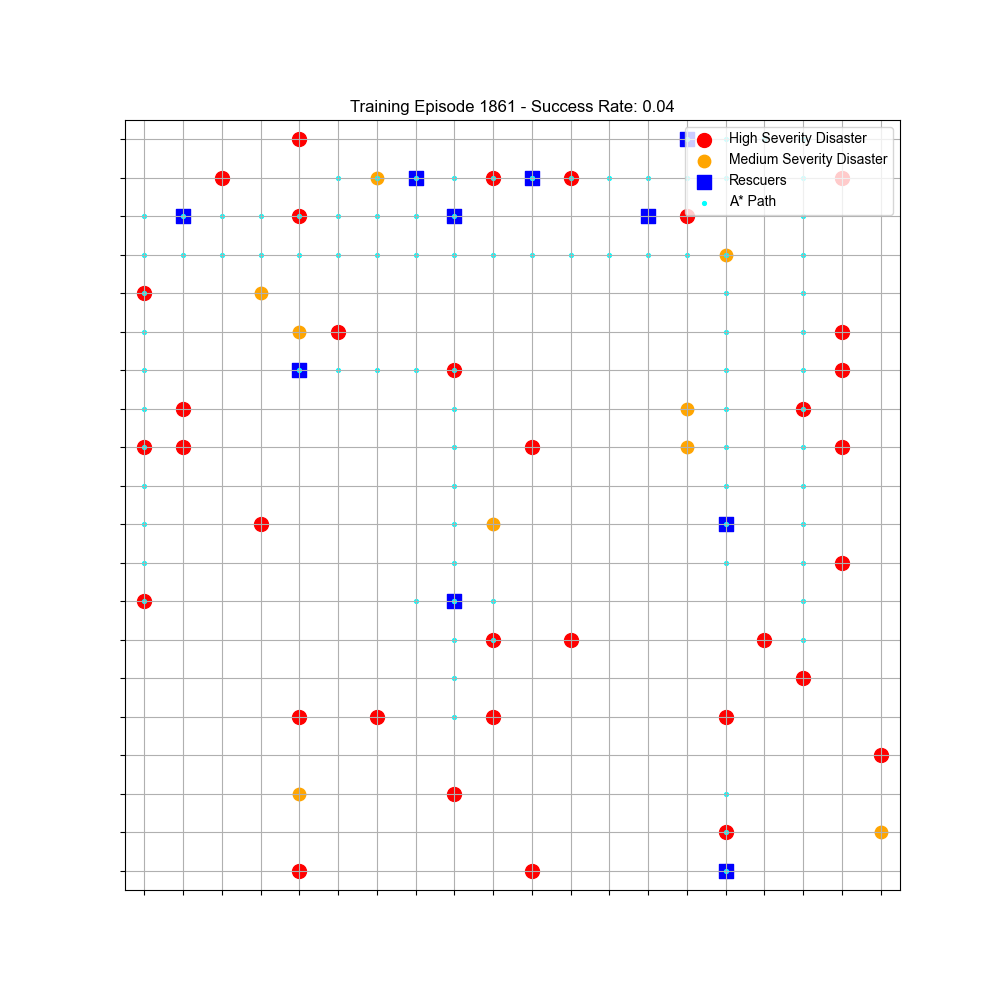 Training Episode 1861 - Success Rate: 0.04
High Severity Disaster
Medium Severity Disaster
Rescuers
A* Path